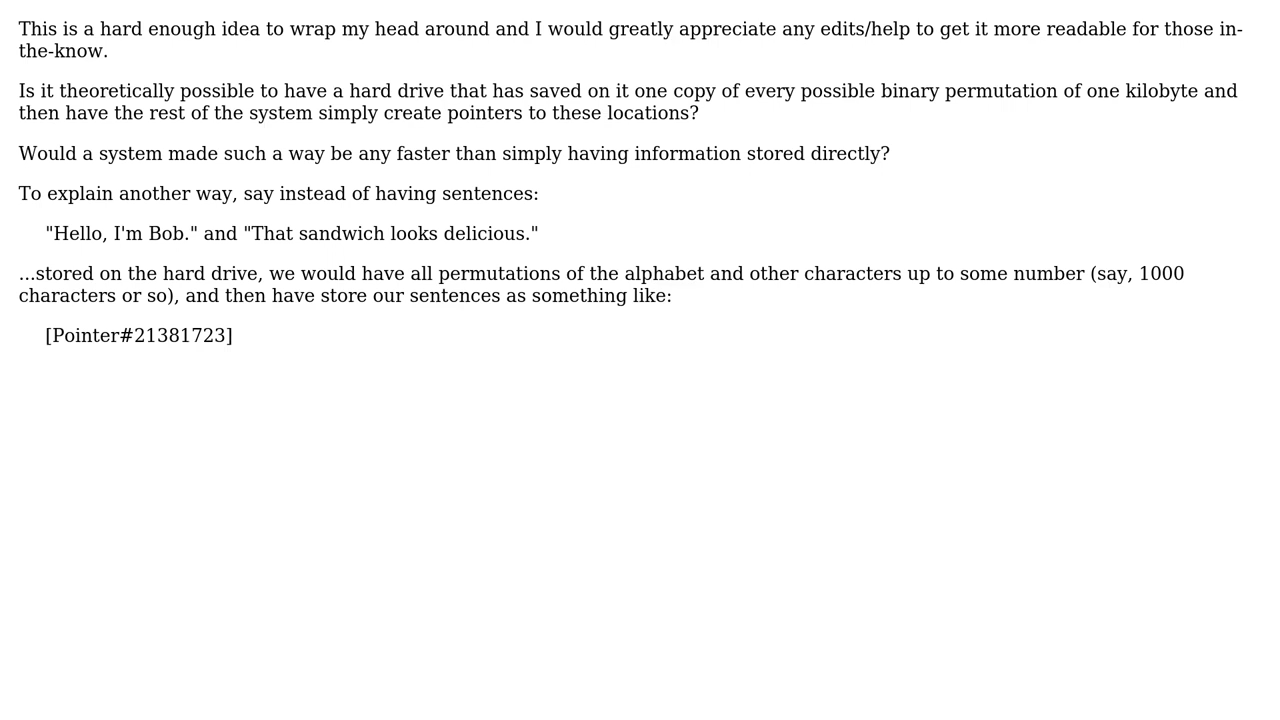 This is a hard enough idea to wrap my head around and I would greatly appreciate any edits/help to get it more readable for those in-
the-know.
Is it theoretically possible to have a hard drive that has saved on it one copy of every possible binary permutation of one kilobyte and
then have the rest of the system simply create pointers to these locations?
Would a system made such a way be any faster than simply having information stored directly?
To explain another way, say instead of having sentences:
"Hello, I'm Bob." and "That sandwich looks delicious."
...stored on the hard drive, we would have all permutations of the alphabet and other characters up to some number (say, 1000
characters or so), and then have store our sentences as something like:
[Pointer#21381723]